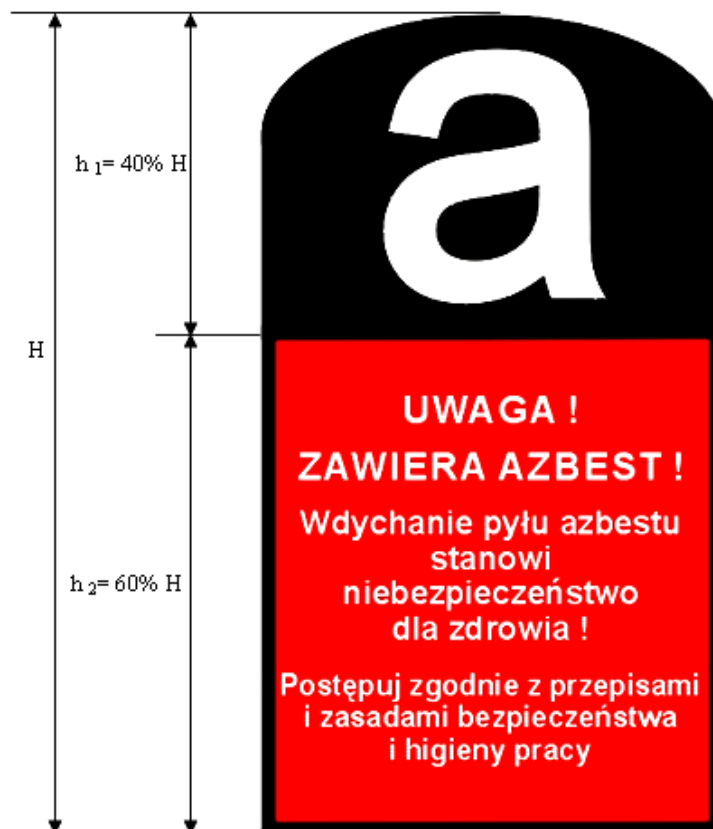 h 1= 40% H
H
h 2= 60% H
a
UWAGA !
ZAWIERA AZBEST !
Wdychanie pyłu azbestu
stanowi
niebezpieczeństwo
dla zdrowia !
Postępuj zgodnie z przepisami
i zasadami bezpieczeństwa
i higieny pracy